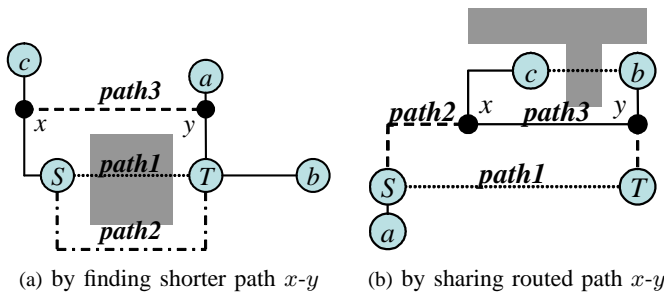 c a
path3
x y
S path1 T b
path2
(a) by finding shorter path x-y
c b
path2 x path3 y
S path1 T
a
(b) by sharing routed path x-y